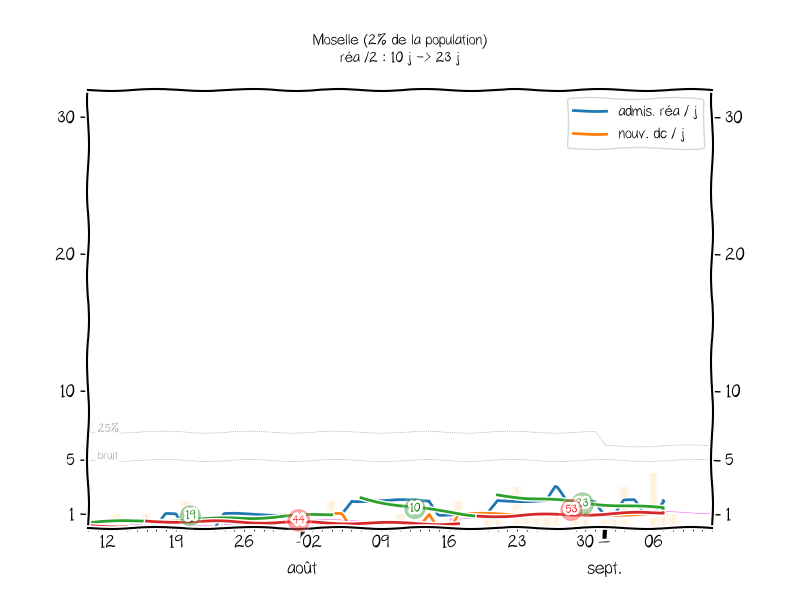 Moselle (2% de la population)
réa /2 : 10 j -> 23 j
admis. réa / j
nouv. dc / j
30
20
10
5
1
30
20
10
5
1
25%
bruit
19
44
10
53
23
12 19 26 02 09 16 23 30 06
août sept.